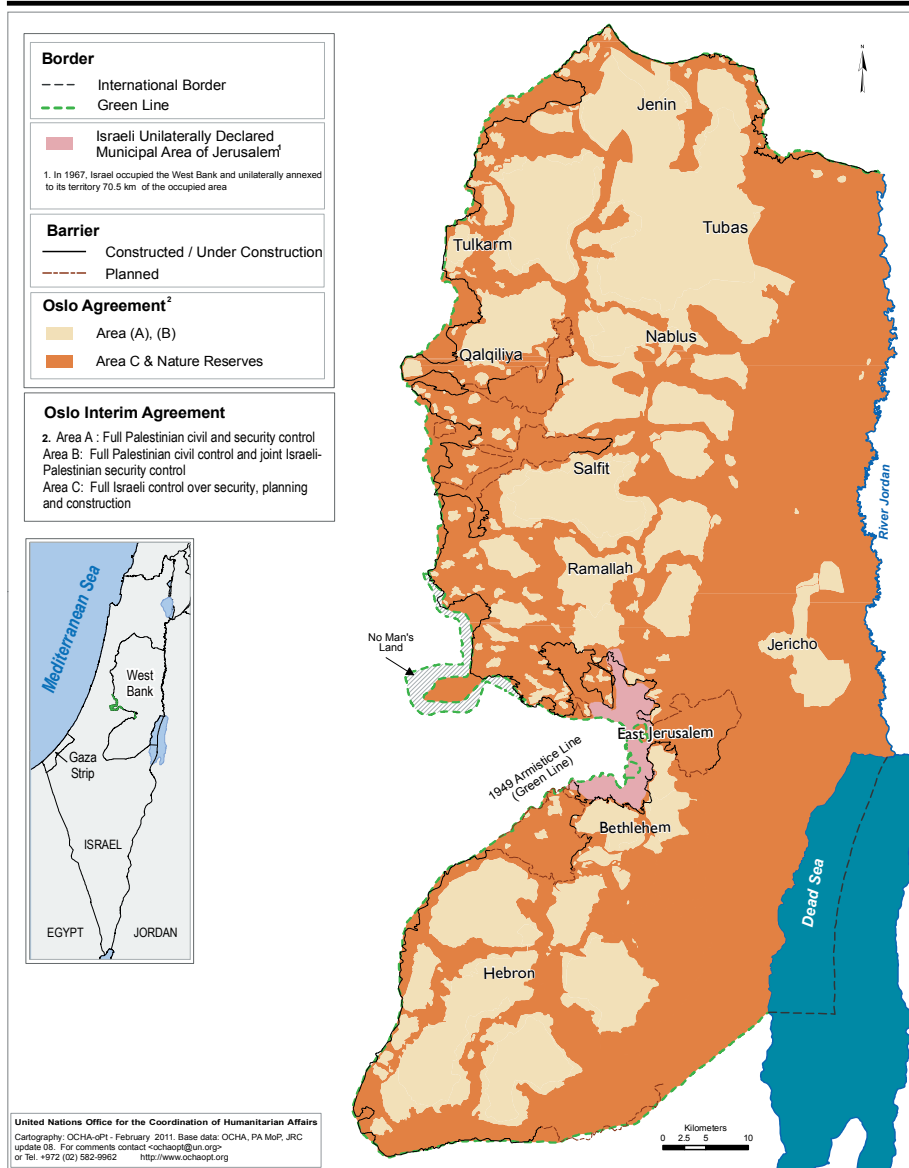 Border
International Border
Green Line
Israeli Unilaterally Declared
Municipal Area of Jerusalem¹
1. In 1967, Israel occupied the West Bank and unilaterally annexed
to its territory 70.5 km of the occupied area
Barrier
Constructed / Under Construction
Planned
Oslo Agreement²
Area (A), (B)
Area C & Nature Reserves
Oslo Interim Agreement
2. Area A : Full Palestinian civil and security control
Area B: Full Palestinian civil control and joint Israeli-
Palestinian security control
Area C: Full Israeli control over security, planning
and construction
Mediterranean Sea
West
Bank
Gaza
Strip
ISRAEL
EGYPT
JORDAN
N
Jenin
Tubas
Tulkarm
Nablus
Qalqiliya
Salfit
River Jordan
Ramallah
No Man's
Land
Jericho
East Jerusalem
1949 Armistice Line
(Green Line)
Bethlehem
Dead Sea
Hebron
Kilometers
0 2.5 5 10
United Nations Office for the Coordination of Humanitarian Affairs
Cartography: OCHA-oPt - February 2011. Base data: OCHA, PA MoP, JRC
update 08. For comments contact <ochaopt@un.org>
or Tel. +972 (02) 582-9962 http://www.ochaopt.org